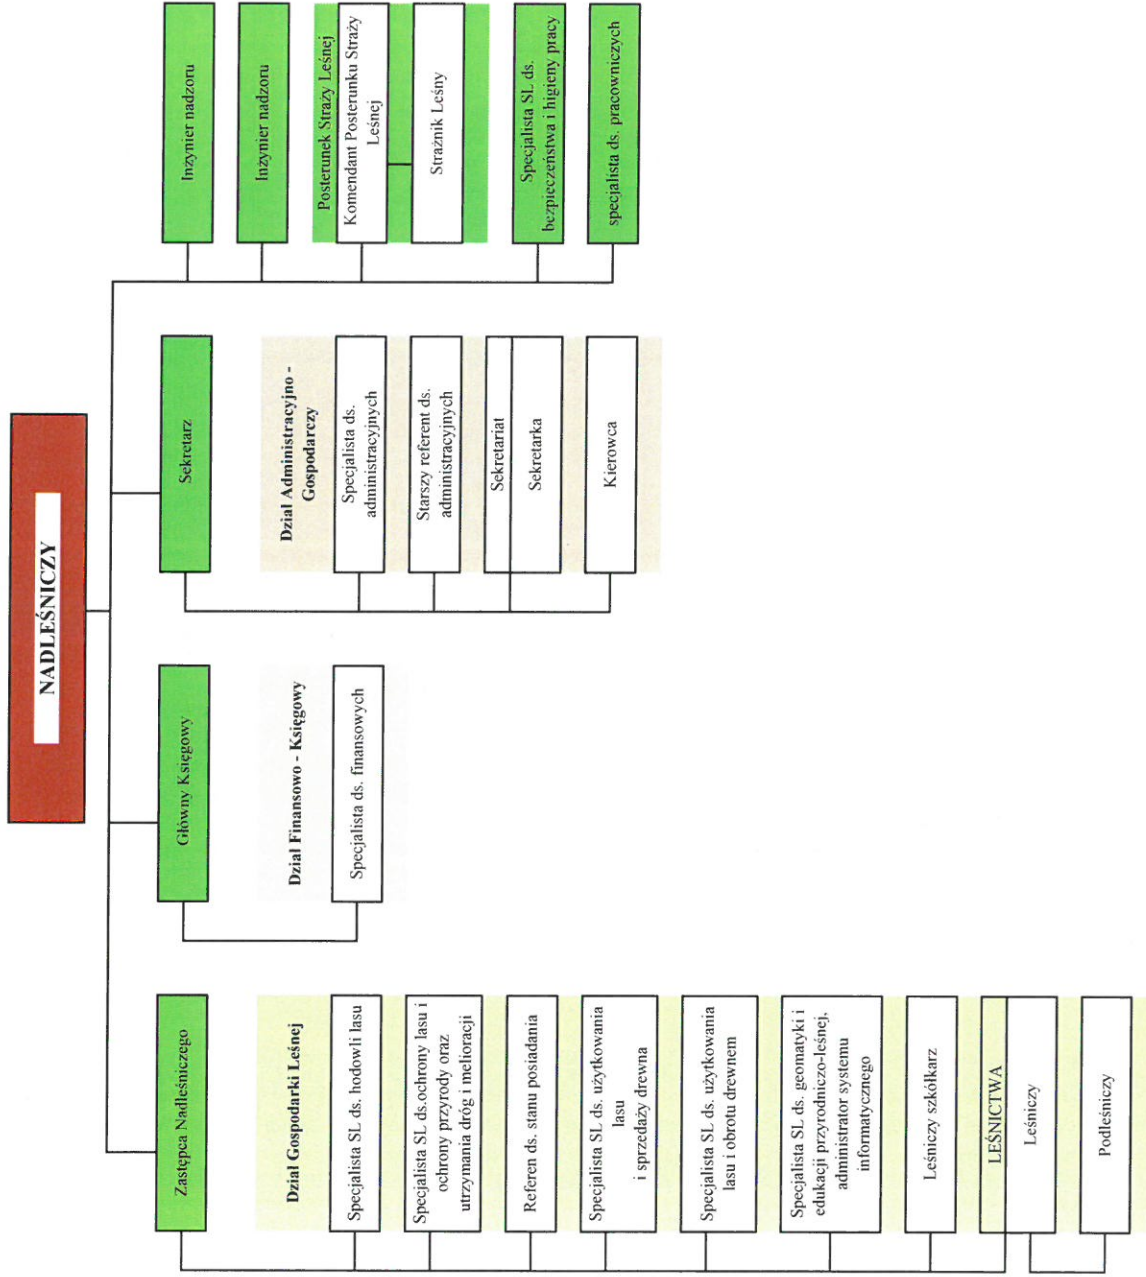 NADLEŚNICZY
Zastępca Nadleśniczego
Dział Gospodarki Leśnej
Specjalista SL ds. hodowli lasu
Specjalista SL ds.ochrony lasu i
ochrony przyrody oraz
utrzymania dróg i melioracji
Referen ds. stanu posiadania
Specjalista SL ds. użytkowania
lasu
i sprzedaży drewna
Specjalista SL ds. użytkowania
lasu i obrotu drewnem
Specjalista SL ds. geomatyki i
edukacji przyrodniczo-leśnej,
administrator systemu
informatycznego
Leśniczy szkółkarz
LEŚNICTWA
Leśniczy
Podleśniczy
Główny Księgowy
Dział Finansowo - Księgowy
Specjalista ds. finansowych
Sekretarz
Dział Administracyjno -
Gospodarczy
Specjalista ds.
administracyjnych
Starszy referent ds.
administracyjnych
Sekretariat
Sekretarka
Kierowca
Inżynier nadzoru
Inżynier nadzoru
Posterunek Straży Leśnej
Komendant Posterunku Straży
Leśnej
Strażnik Leśny
Specjalista SL ds.
bezpieczeństwa i higieny pracy
specjalista ds. pracowniczych